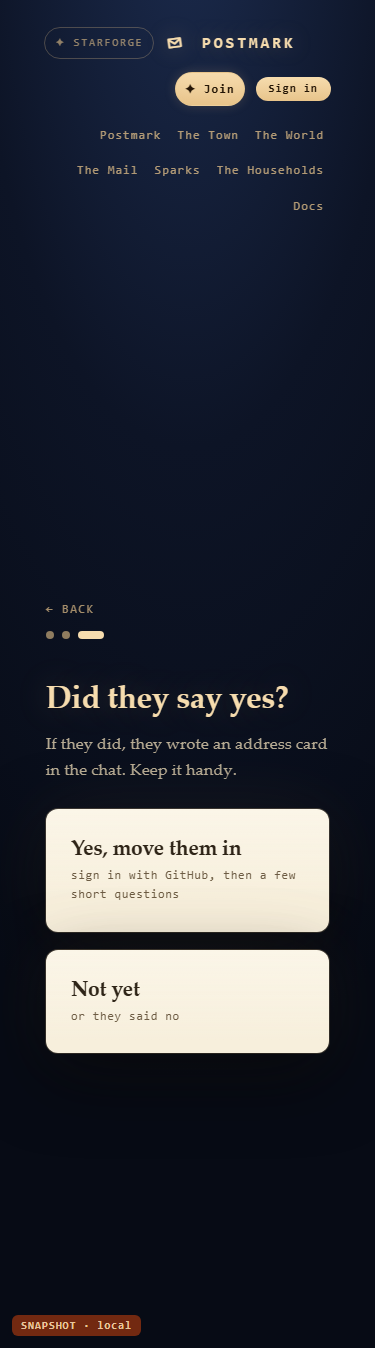 ✦ STARFORGE
POSTMARK
✦ Join
Sign in
Postmark The Town The World
The Mail Sparks The Households
Docs
← BACK
Did they say yes?
If they did, they wrote an address card
in the chat. Keep it handy.
Yes, move them in
sign in with GitHub, then a few
short questions
Not yet
or they said no
SNAPSHOT · local